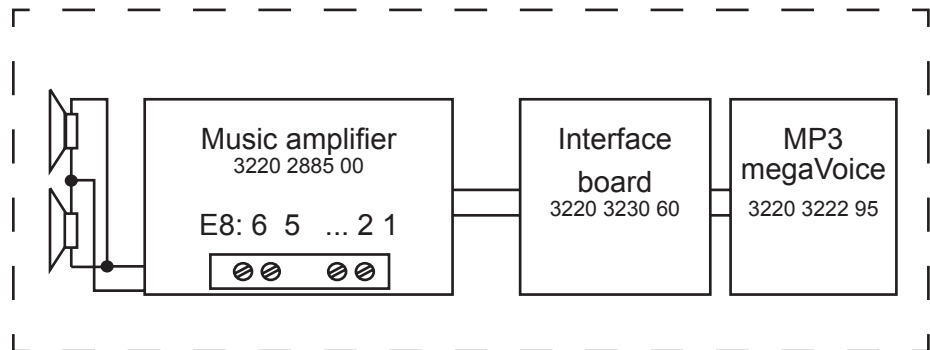 Music amplifier
3220 2885 00
E8: 6 5 ... 2 1
Interface
board
3220 3230 60
MP3
megaVoice
3220 3222 95